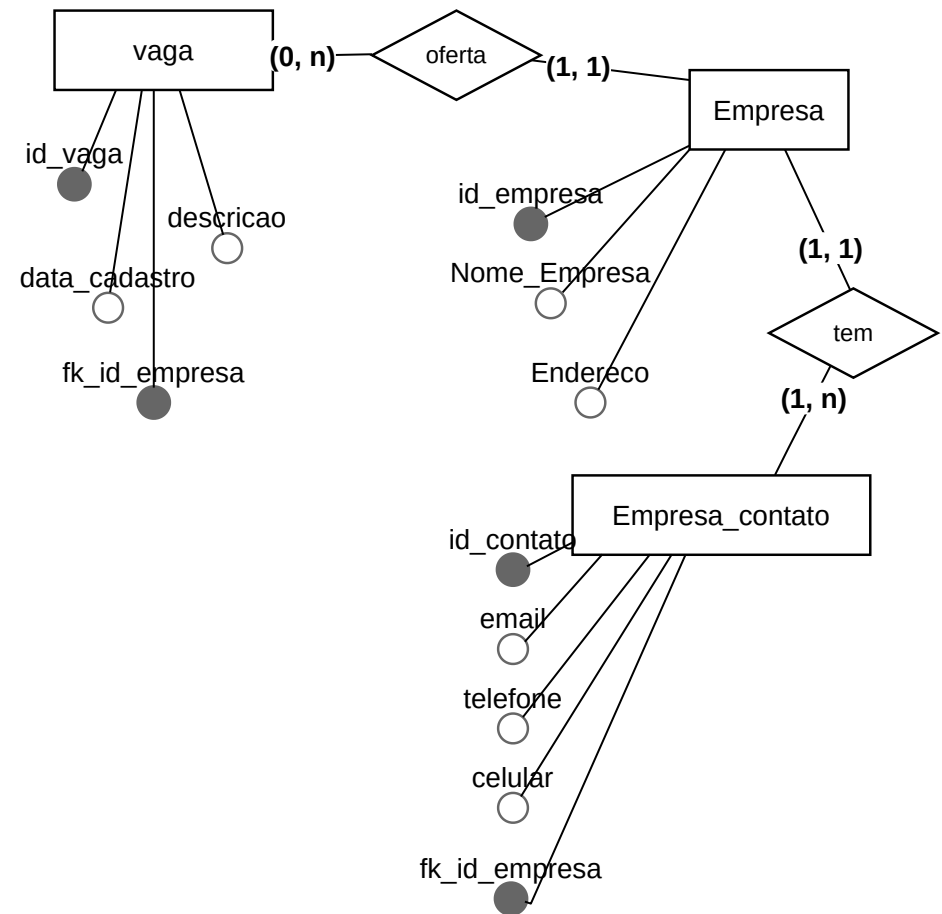 vaga
(0, n)
oferta
(1, 1)
Empresa
id_vaga
descricao
data_cadastro
fk_id_empresa
id_empresa
Nome_Empresa
Endereco
(1, 1)
tem
(1, n)
Empresa_contato
id_contato
email
telefone
celular
fk_id_empresa